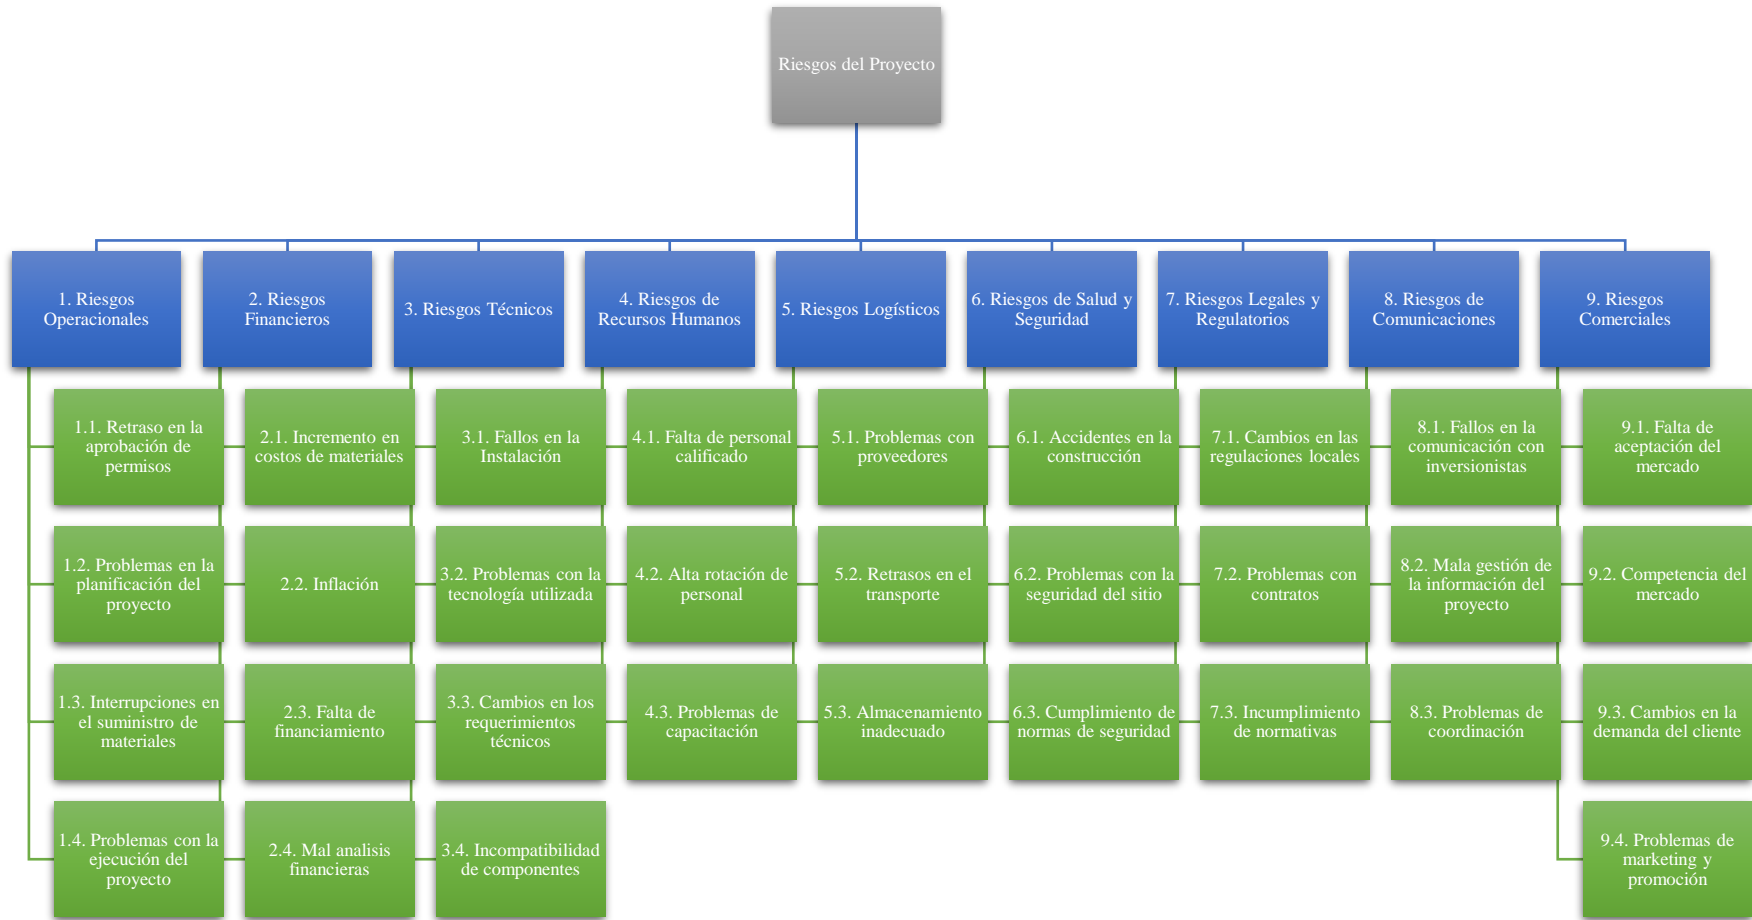 Riesgos del Proyecto
1. Riesgos
Operacionales
2. Riesgos
Financieros
3. Riesgos Técnicos
4. Riesgos de
Recursos Humanos
5. Riesgos Logísticos
6. Riesgos de Salud y
Seguridad
7. Riesgos Legales y
Regulatorios
8. Riesgos de
Comunicaciones
9. Riesgos
Comerciales
1.1. Retraso en la
aprobación de
permisos
2.1. Incremento en
costos de materiales
3.1. Fallos en la
Instalación
4.1. Falta de personal
calificado
5.1. Problemas con
proveedores
6.1. Accidentes en la
construcción
7.1. Cambios en las
regulaciones locales
8.1. Fallos en la
comunicación con
inversionistas
9.1. Falta de
aceptación del
mercado
1.2. Problemas en la
planificación del
proyecto
2.2. Inflación
3.2. Problemas con la
tecnología utilizada
4.2. Alta rotación de
personal
5.2. Retrasos en el
transporte
6.2. Problemas con la
seguridad del sitio
7.2. Problemas con
contratos
8.2. Mala gestión de
la información del
proyecto
9.2. Competencia del
mercado
1.3. Interrupciones en
el suministro de
materiales
2.3. Falta de
financiamiento
3.3. Cambios en los
requerimientos
técnicos
4.3. Problemas de
capacitación
5.3. Almacenamiento
inadecuado
6.3. Cumplimiento de
normas de seguridad
7.3. Incumplimiento
de normativas
8.3. Problemas de
coordinación
9.3. Cambios en la
demanda del cliente
1.4. Problemas con la
ejecución del
proyecto
2.4. Mal analisis
financieras
3.4. Incompatibilidad
de componentes
9.4. Problemas de
marketing y
promoción